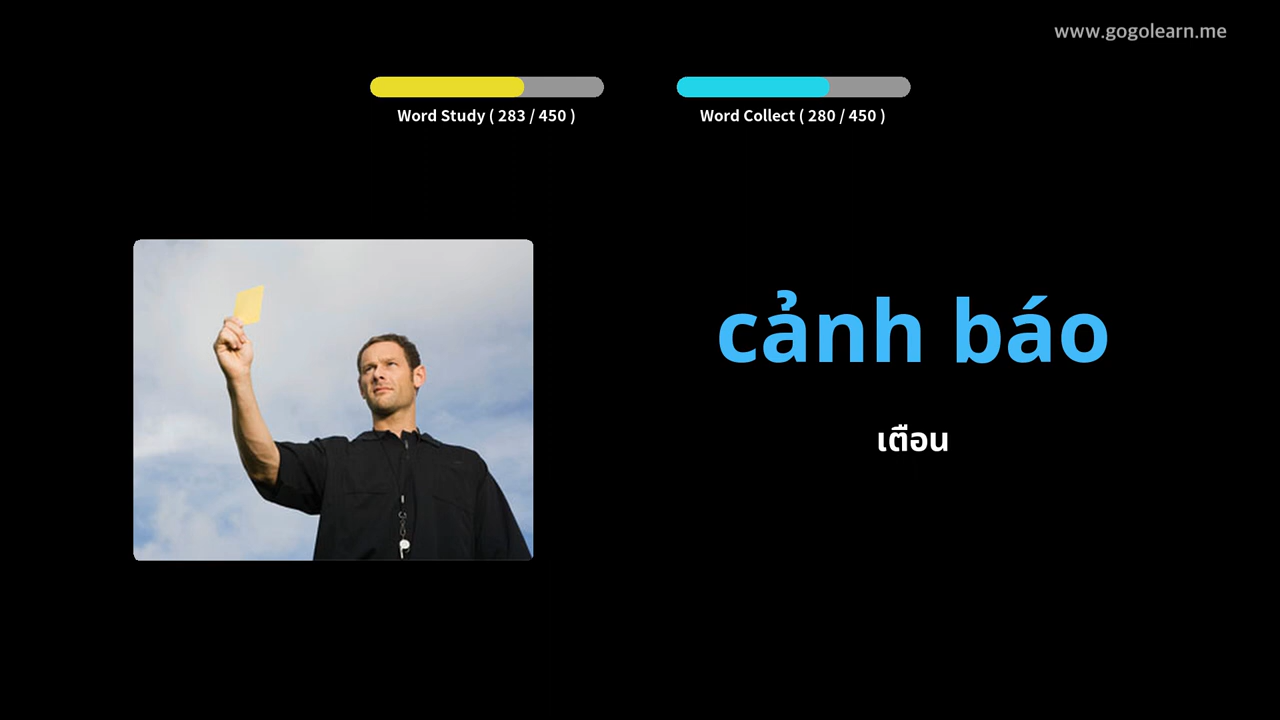 www.gogolearn.me
Word Study ( 283 / 450 )
Word Collect ( 280 / 450 )
cảnh báo
เตือน